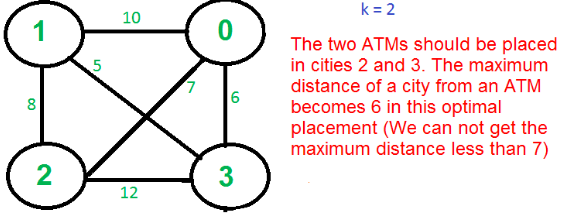 k = 2
10
1
0
The two ATMs should be placed
in cities 2 and 3. The maximum
distance of a city from an ATM
becomes 6 in this optimal
placement (We can not get the
maximum distance less than 7)
5
7
8
6
2
3
12